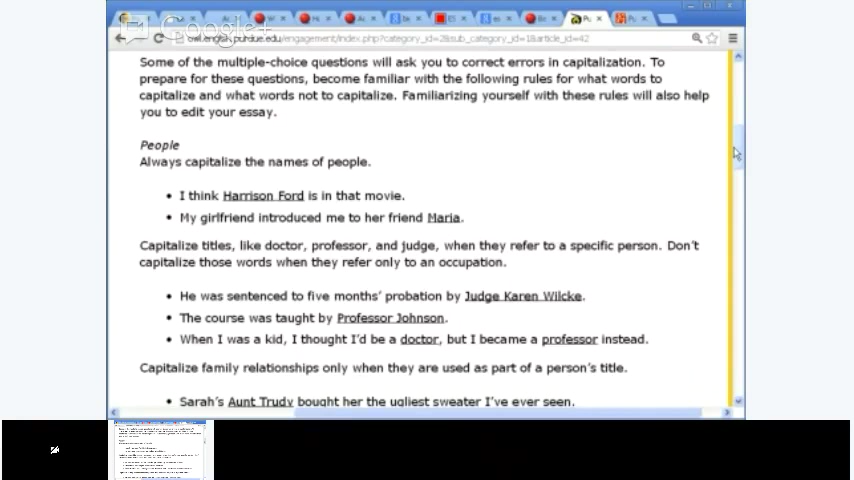 Google+
owl.english.purdue.edu/engagement/index.php?category_id=2&sub_category_id=1&article_id=42
Some of the multiple-choice questions will ask you to correct errors in capitalization. To
prepare for these questions, become familiar with the following rules for what words to
capitalize and what words not to capitalize. Familiarizing yourself with these rules will also help
you to edit your essay.
People
Always capitalize the names of people.
• I think Harrison Ford is in that movie.
• My girlfriend introduced me to her friend Maria.
Capitalize titles, like doctor, professor, and judge, when they refer to a specific person. Don't
capitalize those words when they refer only to an occupation.
• He was sentenced to five months' probation by Judge Karen Wilcke.
• The course was taught by Professor Johnson.
• When I was a kid, I thought I'd be a doctor, but I became a professor instead.
Capitalize family relationships only when they are used as part of a person's title.
• Sarah's Aunt Trudy bought her the ugliest sweater I've ever seen.